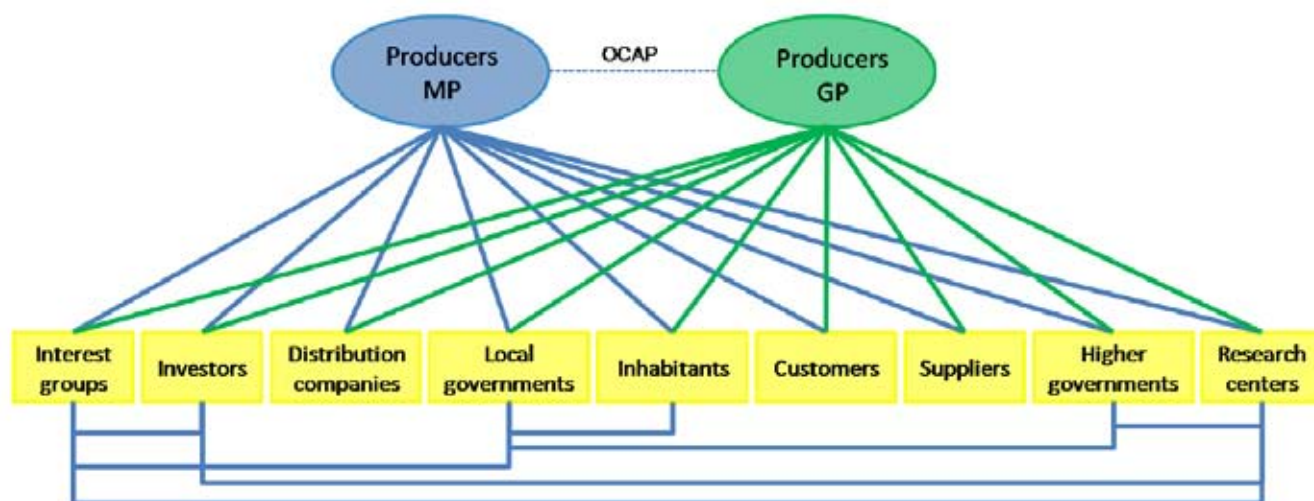 Producers
MP
OCAP
Producers
GP
Interest
groups
Investors
Distribution
companies
Local
governments
Inhabitants
Customers
Suppliers
Higher
governments
Research
centers